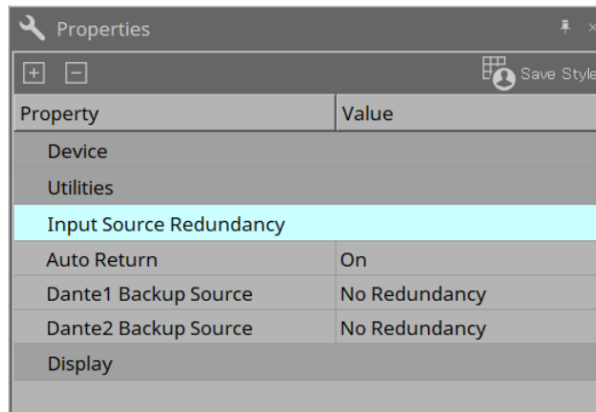 Properties
Save Style
Property Value
Device
Utilities
Input Source Redundancy
Auto Return On
Dante1 Backup Source No Redundancy
Dante2 Backup Source No Redundancy
Display